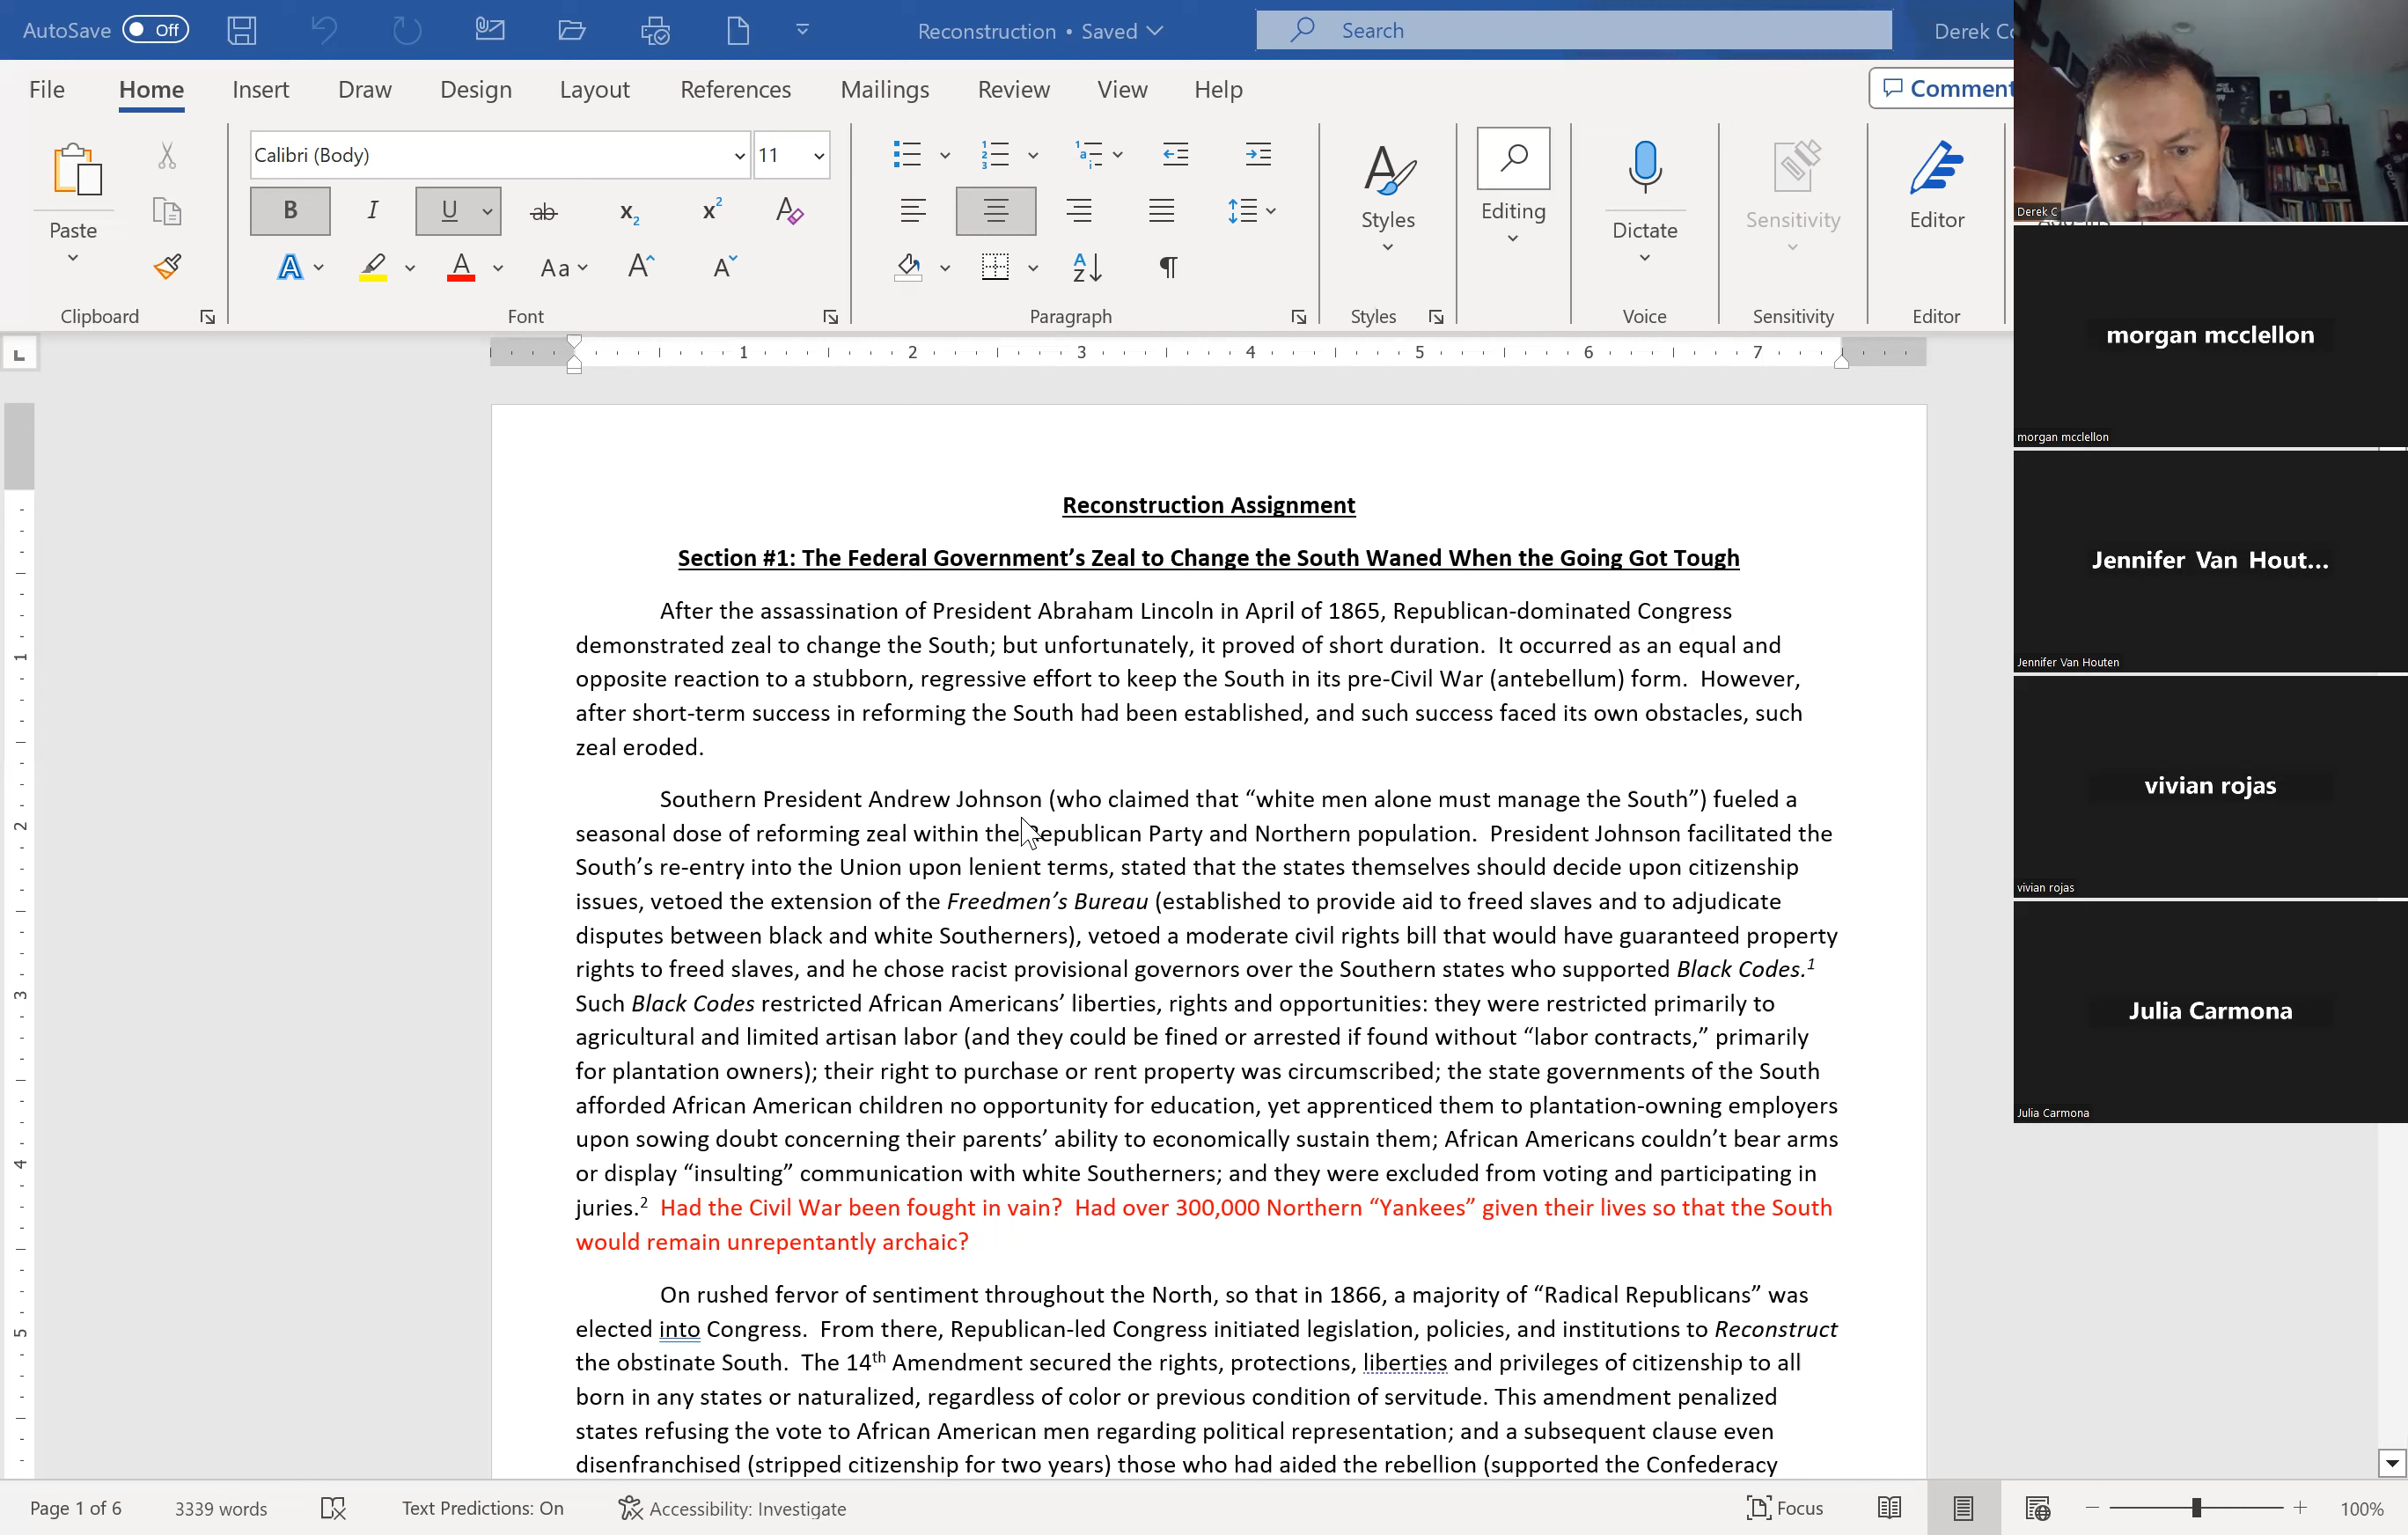 AutoSave Off Reconstruction • Saved Search Derek
File Home Insert Draw Design Layout References Mailings Review View Help Comment
Calibri (Body) 11
Paste Styles Editing Dictate Sensitivity Editor
Clipboard Font Paragraph Styles Voice Sensitivity Editor
1 2 3 4 5 6 7
Derek C
morgan mcclellon
morgan mcclellon
Jennifer Van Hout...
Jennifer Van Houten
vivian rojas
vivian rojas
Julia Carmona
Julia Carmona
Reconstruction Assignment
Section #1: The Federal Government’s Zeal to Change the South Waned When the Going Got Tough
After the assassination of President Abraham Lincoln in April of 1865, Republican-dominated Congress
demonstrated zeal to change the South; but unfortunately, it proved of short duration. It occurred as an equal and
opposite reaction to a stubborn, regressive effort to keep the South in its pre-Civil War (antebellum) form. However,
after short-term success in reforming the South had been established, and such success faced its own obstacles, such
zeal eroded.
Southern President Andrew Johnson (who claimed that “white men alone must manage the South”) fueled a
seasonal dose of reforming zeal within the Republican Party and Northern population. President Johnson facilitated the
South’s re-entry into the Union upon lenient terms, stated that the states themselves should decide upon citizenship
issues, vetoed the extension of the Freedmen’s Bureau (established to provide aid to freed slaves and to adjudicate
disputes between black and white Southerners), vetoed a moderate civil rights bill that would have guaranteed property
rights to freed slaves, and he chose racist provisional governors over the Southern states who supported Black Codes.1
Such Black Codes restricted African Americans’ liberties, rights and opportunities: they were restricted primarily to
agricultural and limited artisan labor (and they could be fined or arrested if found without “labor contracts,” primarily
for plantation owners); their right to purchase or rent property was circumscribed; the state governments of the South
afforded African American children no opportunity for education, yet apprenticed them to plantation-owning employers
upon sowing doubt concerning their parents’ ability to economically sustain them; African Americans couldn’t bear arms
or display “insulting” communication with white Southerners; and they were excluded from voting and participating in
juries.2 Had the Civil War been fought in vain? Had over 300,000 Northern “Yankees” given their lives so that the South
would remain unrepentantly archaic?
On rushed fervor of sentiment throughout the North, so that in 1866, a majority of “Radical Republicans” was
elected into Congress. From there, Republican-led Congress initiated legislation, policies, and institutions to Reconstruct
the obstinate South. The 14th Amendment secured the rights, protections, liberties and privileges of citizenship to all
born in any states or naturalized, regardless of color or previous condition of servitude. This amendment penalized
states refusing the vote to African American men regarding political representation; and a subsequent clause even
disenfranchised (stripped citizenship for two years) those who had aided the rebellion (supported the Confederacy
Page 1 of 6 3339 words Text Predictions: On Accessibility: Investigate Focus 100%